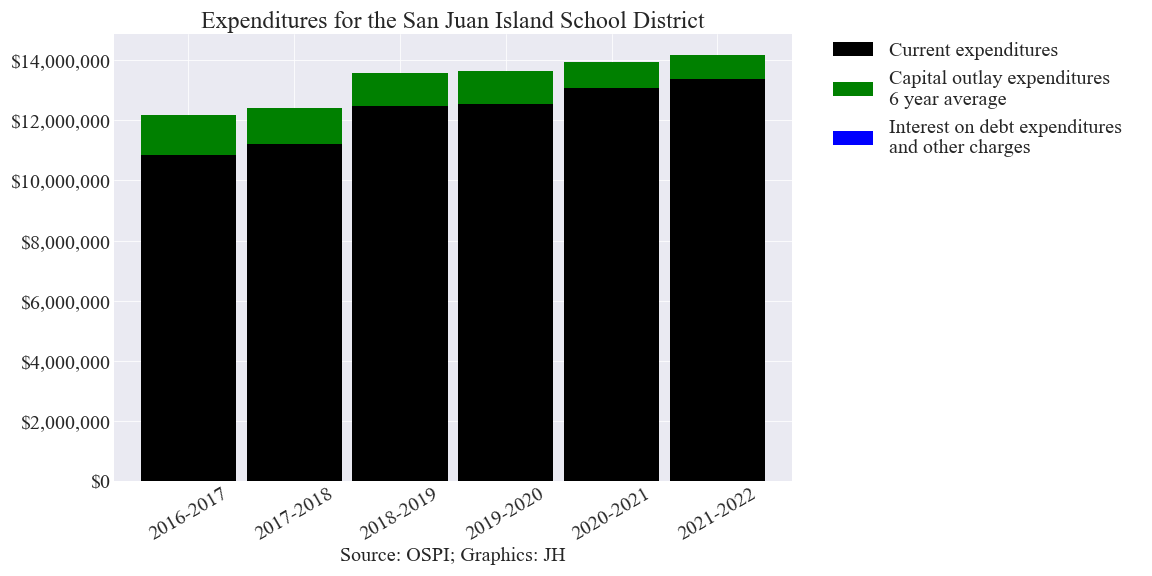 Expenditures for the San Juan Island School District
$14,000,000
$12,000,000
$10,000,000
$8,000,000
$6,000,000
$4,000,000
$2,000,000
$0
2016-2017
2017-2018
2018-2019
2019-2020
2020-2021
2021-2022
Source: OSPI; Graphics: JH
Current expenditures
Capital outlay expenditures
6 year average
Interest on debt expenditures
and other charges